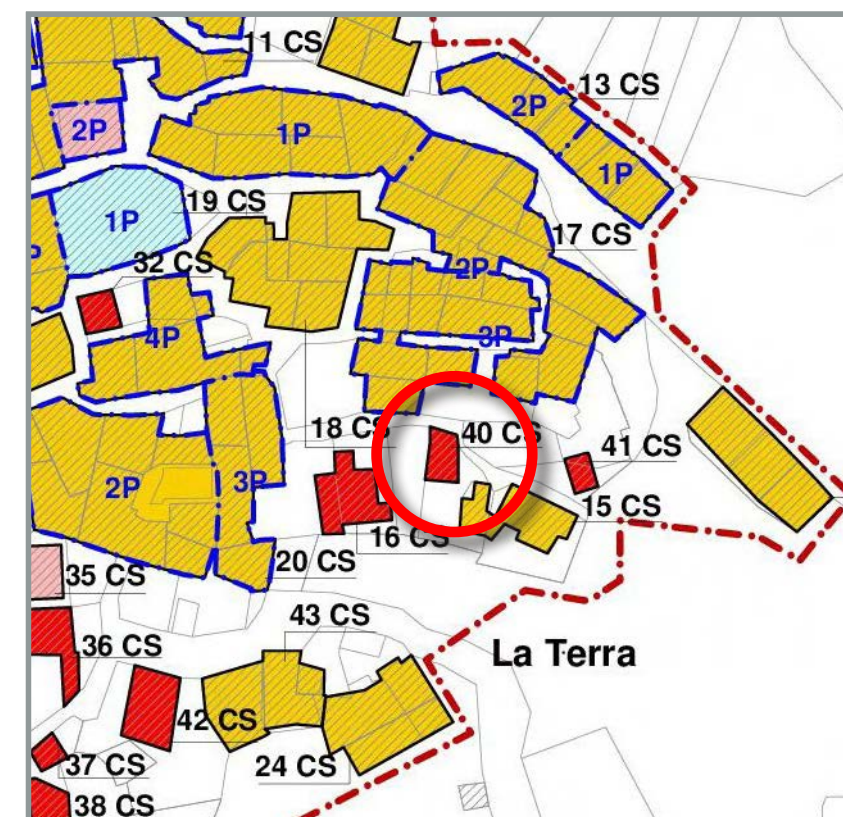 11 CS
13 CS
2P
2P
1P
1P
19 CS
1P
17 CS
32 CS
2P
4P
3P
18 CS
40 CS
41 CS
2P
3P
15 CS
16 CS
20 CS
35 CS
43 CS
36 CS
La Terra
42 CS
24 CS
37 CS
38 CS